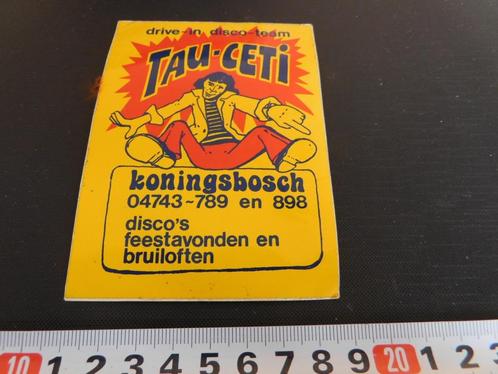 drive-in disco-team
TAU-CETI
koningsbosch
04743-789 en 898
disco's
feestavonden en
bruiloften
10 1 2 3 4 5 6 7 8 9 20 1 2 3